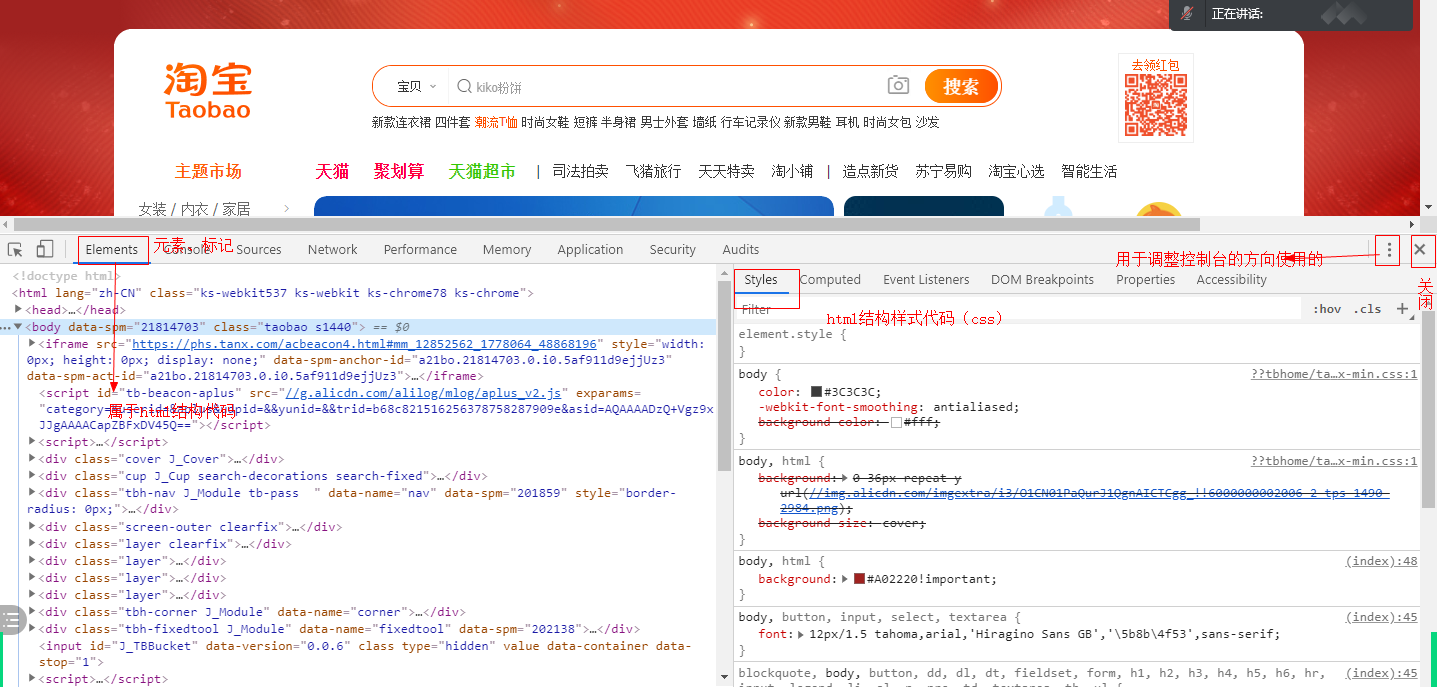 正在讲话:
淘宝
Taobao
宝贝
kiko粉饼
搜索
去领红包
新款连衣裙 四件套 潮流T恤 时尚女鞋 短裤 半身裙 男士外套 墙纸 行车记录仪 新款男鞋 耳机 时尚女包 沙发
主题市场
天猫 聚划算 天猫超市 | 司法拍卖 飞猪旅行 天天特卖 淘小铺 | 造点新货 苏宁易购 淘宝心选 智能生活
女装 / 内衣 / 家居
Elements Console Sources Network Performance Memory Application Security Audits
元素，标记
用于调整控制台的方向使用的
关闭
<!doctype html>
<html lang="zh-CN" class="ks-webkit537 ks-webkit ks-chrome78 ks-chrome">
<head>…</head>
<body data-spm="21814703" class="taobao s1440"> == $0
<iframe src="https://phs.tanx.com/acbeacon4.html#mm_12852562_1778064_48868196" style="width:
0px; height: 0px; display: none;" data-spm-anchor-id="a21bo.21814703.0.i0.5af911d9ejjUz3"
data-spm-act-id="a21bo.21814703.0.i0.5af911d9ejjUz3">…</iframe>
<script id="tb-beacon-aplus" src="//g.alicdn.com/alilog/mlog/aplus_v2.js" exparams=
JJgAAAACapZBFxDV45Q=="></script>
属于html结构代码
<script>…</script>
<div class="cover J_Cover">…</div>
<div class="cup J_Cup search-decorations search-fixed">…</div>
<div class="tbh-nav J_Module tb-pass  " data-name="nav" data-spm="201859" style="border-
radius: 0px;">…</div>
<div class="screen-outer clearfix">…</div>
<div class="layer clearfix">…</div>
<div class="layer">…</div>
<div class="layer">…</div>
<div class="layer">…</div>
<div class="tbh-corner J_Module" data-name="corner">…</div>
<div class="tbh-fixedtool J_Module" data-name="fixedtool" data-spm="202138">…</div>
<input id="J_TBBucket" data-version="0.0.6" class type="hidden" value data-container data-
stop="1">
<script>…</script>
Styles Computed Event Listeners DOM Breakpoints Properties Accessibility
Filter
:hov .cls +
html结构样式代码（css）
element.style {
}
body { ??tbhome/ta…x-min.css:1
color: #3C3C3C;
-webkit-font-smoothing: antialiased;
background-color: #fff;
}
body, html { ??tbhome/ta…x-min.css:1
background: 0 36px repeat-y
url(//img.alicdn.com/imgextra/i3/O1CN01PaQurJ1QgnAICTCgg_!!6000000002006-2-tps-1490-
2984.png);
background-size: cover;
}
body, html { (index):48
background: #A02220!important;
}
body, button, input, select, textarea { (index):45
font: 12px/1.5 tahoma,arial,'Hiragino Sans GB','\5b8b\4f53',sans-serif;
}
blockquote, body, button, dd, dl, dt, fieldset, form, h1, h2, h3, h4, h5, h6, hr, (index):45